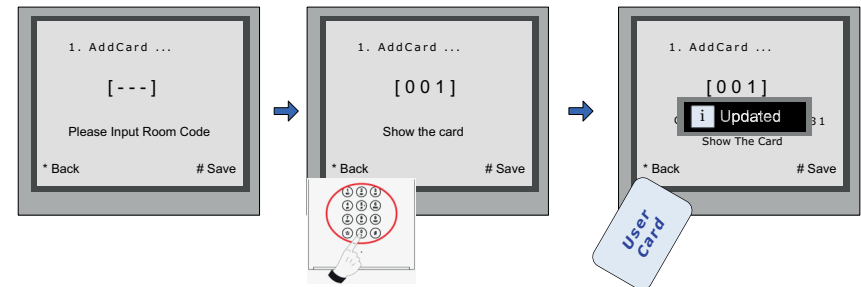 1. AddCard ...
[---]
Please Input Room Code
* Back # Save
1. AddCard ...
[001]
Show the card
* Back # Save
1. AddCard ...
[001]
i Updated
31
Show The Card
* Back # Save
User
Card